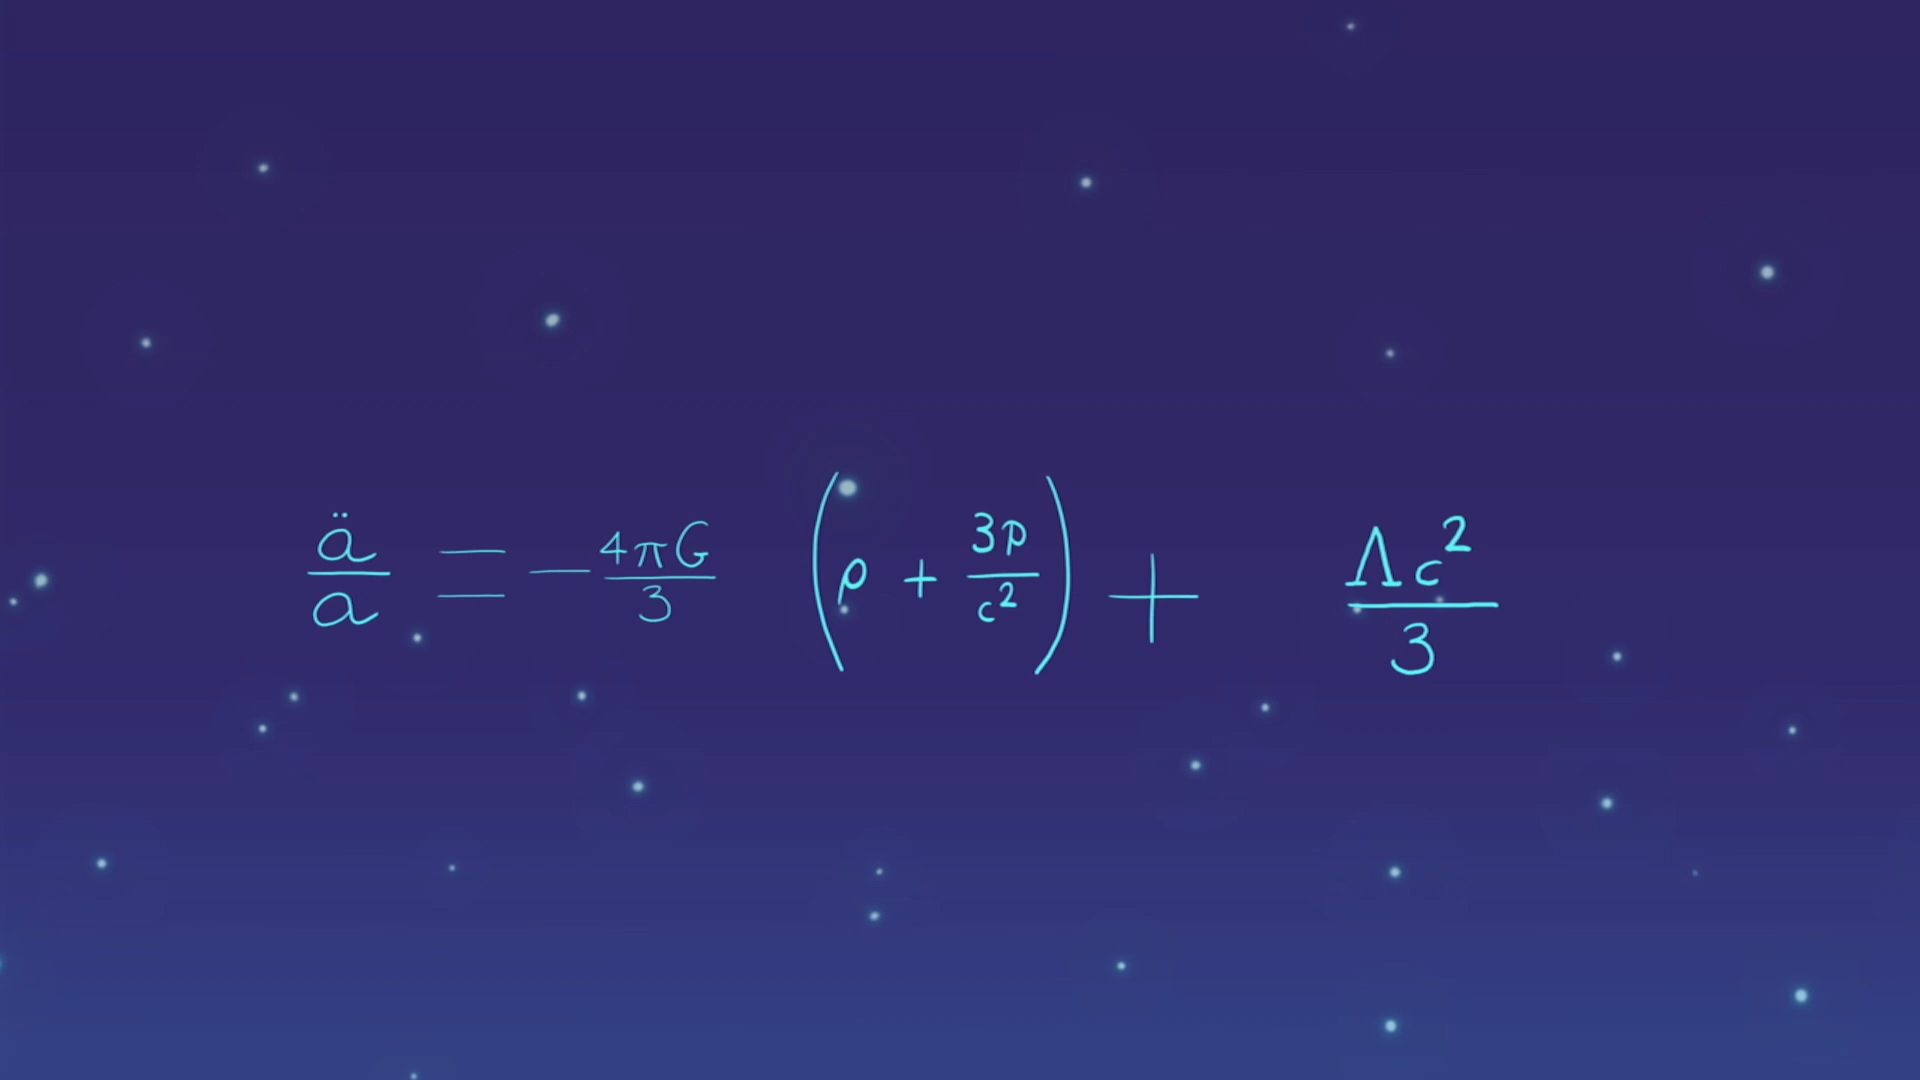 ä/a = -4πG/3 (ρ + 3p/c²) + Λc²/3